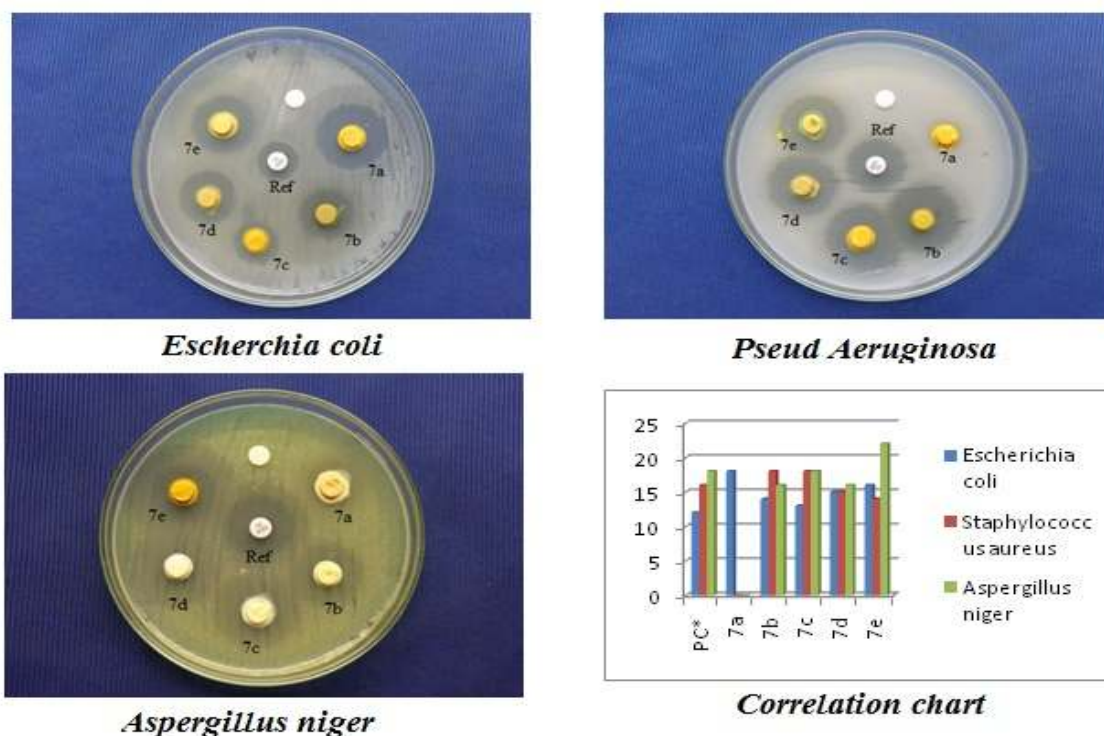 7e
7a
Ref
7d
7b
7c
Escherchia coli
Ref
7e
7a
7d
7b
7c
Pseud Aeruginosa
7e
7a
Ref
7d
7b
7c
Aspergillus niger
25
20
15
10
5
0
PC*
7a
7b
7c
7d
7e
Escherichia
coli
Staphylococc
usaureus
Aspergillus
niger
Correlation chart